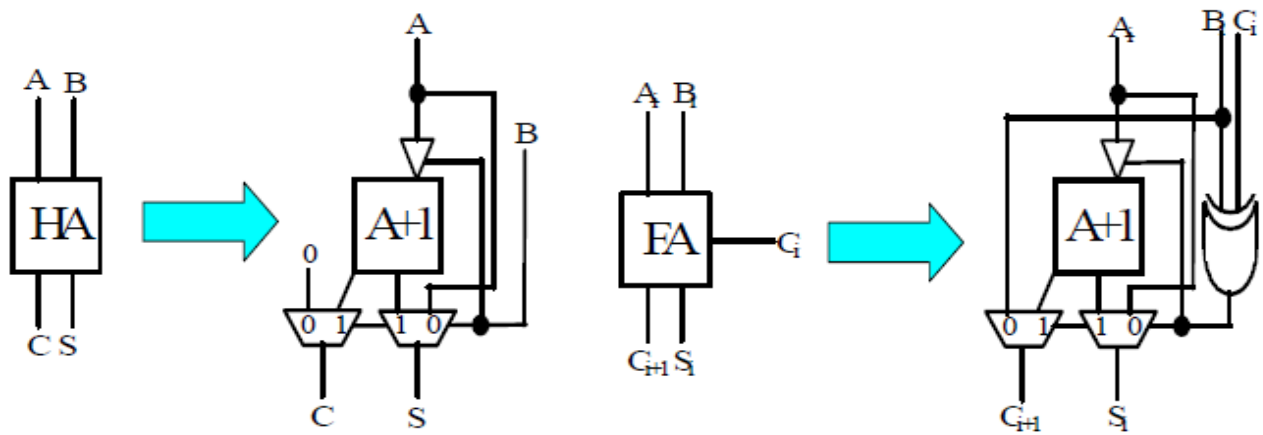 A B
HA
C S
A
B
A+1
0
0 1 1 0
C S
Aᵢ Bᵢ
FA
Cᵢ
Cᵢ₊₁ Sᵢ
Aᵢ
Bᵢ Cᵢ
A+1
0 1 1 0
Cᵢ₊₁ Sᵢ